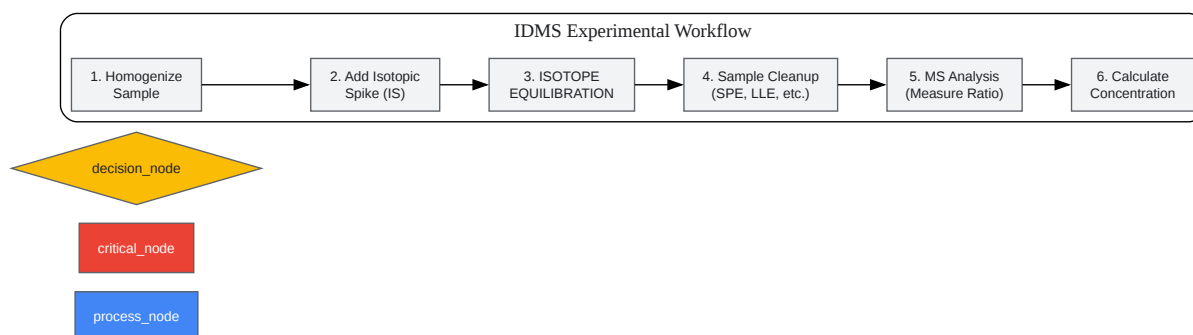 IDMS Experimental Workflow
1. Homogenize
Sample
2. Add Isotopic
Spike (IS)
3. ISOTOPE
EQUILIBRATION
4. Sample Cleanup
(SPE, LLE, etc.)
5. MS Analysis
(Measure Ratio)
6. Calculate
Concentration
decision_node
critical_node
process_node